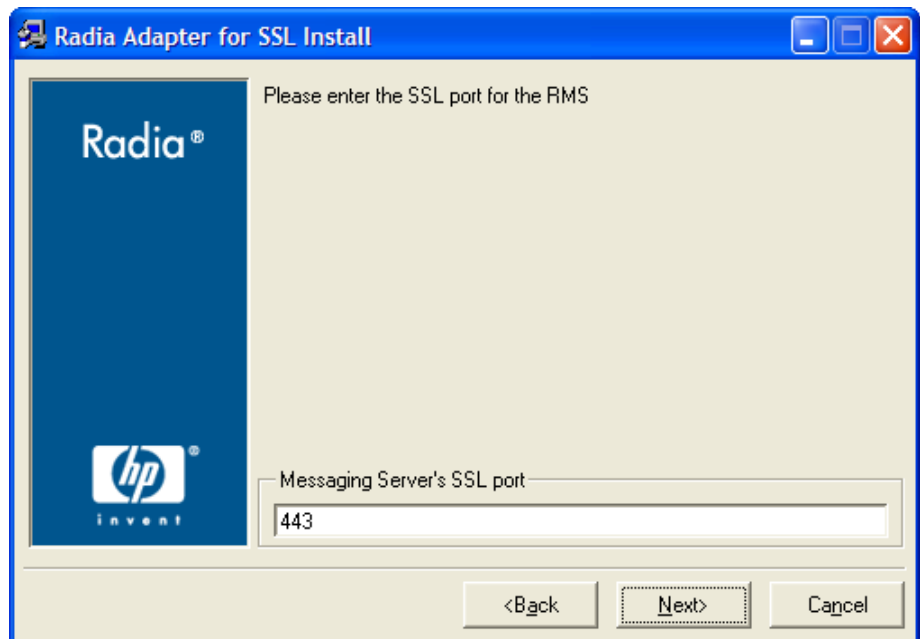 Radia Adapter for SSL Install
Radia®
Please enter the SSL port for the RMS
hp®
invent
Messaging Server's SSL port
443
<Back
Next>
Cancel